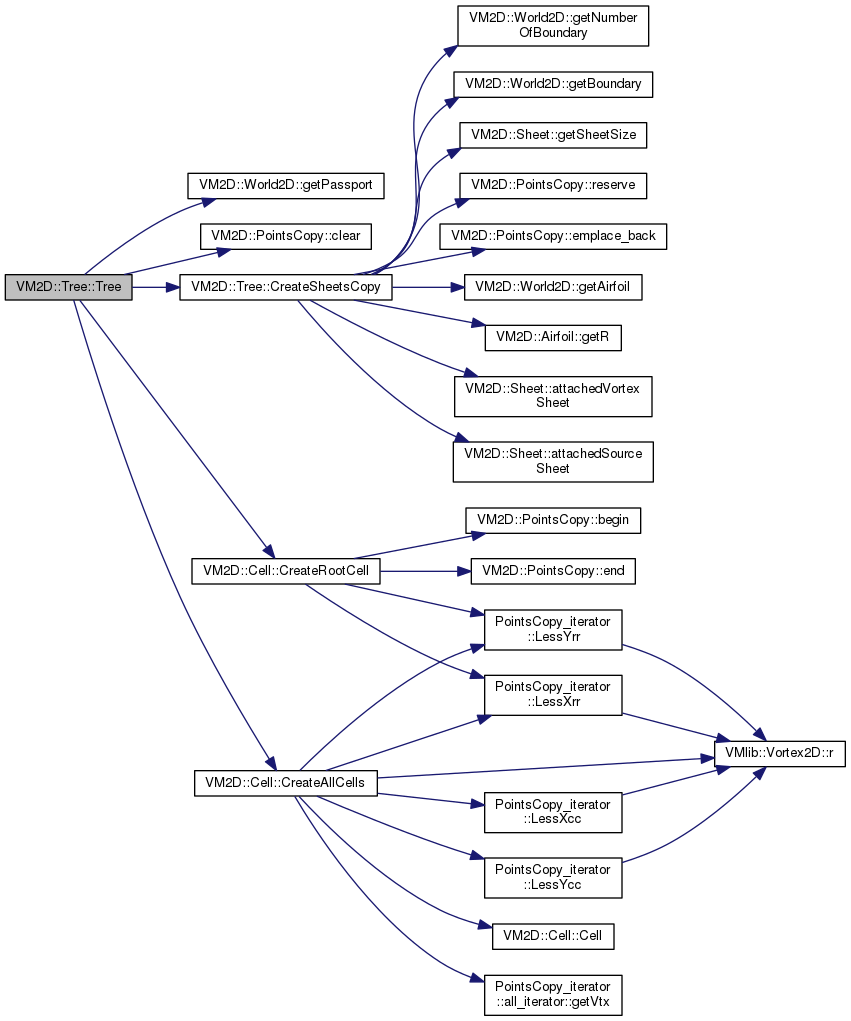 VM2D::World2D::getNumber
OfBoundary
VM2D::World2D::getBoundary
VM2D::Sheet::getSheetSize
VM2D::World2D::getPassport
VM2D::PointsCopy::reserve
VM2D::PointsCopy::clear
VM2D::PointsCopy::emplace_back
VM2D::Tree::Tree
VM2D::Tree::CreateSheetsCopy
VM2D::World2D::getAirfoil
VM2D::Airfoil::getR
VM2D::Sheet::attachedVortex
Sheet
VM2D::Sheet::attachedSource
Sheet
VM2D::PointsCopy::begin
VM2D::Cell::CreateRootCell
VM2D::PointsCopy::end
PointsCopy_iterator
::LessYrr
PointsCopy_iterator
::LessXrr
VMlib::Vortex2D::r
VM2D::Cell::CreateAllCells
PointsCopy_iterator
::LessXcc
PointsCopy_iterator
::LessYcc
VM2D::Cell::Cell
PointsCopy_iterator
::all_iterator::getVtx